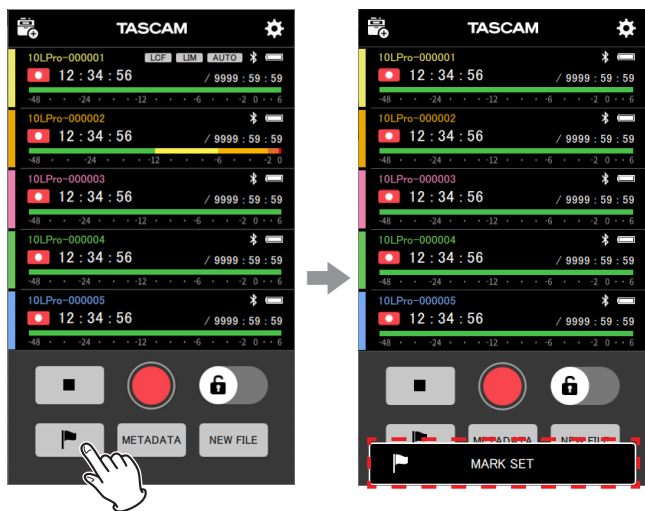 TASCAM
10LPro-000001 LCF LIM AUTO
12 : 34 : 56 / 9999 : 59 : 59
-48 · · -24 · · · -12 · · · -6 · · -2 0 · · 6
10LPro-000002
12 : 34 : 56 / 9999 : 59 : 59
-48 · · · -24 · · · · -12 · · · · -6 · · · -2 0
10LPro-000003
12 : 34 : 56 / 9999 : 59 : 59
-48 · · -24 · · · -12 · · · -6 · · -2 0 · · 6
10LPro-000004
12 : 34 : 56 / 9999 : 59 : 59
-48 · · -24 · · · -12 · · · -6 · · -2 0 · · 6
10LPro-000005
12 : 34 : 56 / 9999 : 59 : 59
-48 · · -24 · · · -12 · · · -6 · · -2 0 · · 6
METADATA NEW FILE
TASCAM
10LPro-000001
12 : 34 : 56 / 9999 : 59 : 59
-48 · · -24 · · · -12 · · · -6 · · -2 0 · · 6
10LPro-000002
12 : 34 : 56 / 9999 : 59 : 59
-48 · · -24 · · · -12 · · · -6 · · -2 0 · · 6
10LPro-000003
12 : 34 : 56 / 9999 : 59 : 59
-48 · · -24 · · · -12 · · · -6 · · -2 0 · · 6
10LPro-000004
12 : 34 : 56 / 9999 : 59 : 59
-48 · · -24 · · · -12 · · · -6 · · -2 0 · · 6
10LPro-000005
12 : 34 : 56 / 9999 : 59 : 59
-48 · · -24 · · · -12 · · · -6 · · -2 0 · · 6
METADATA NEW FILE
MARK SET